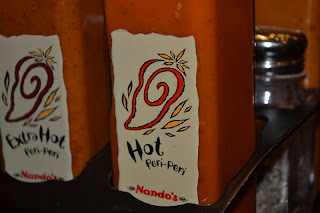 Extra Hot
Peri-Peri
Nando's
Hot
Peri-Peri
Nando's